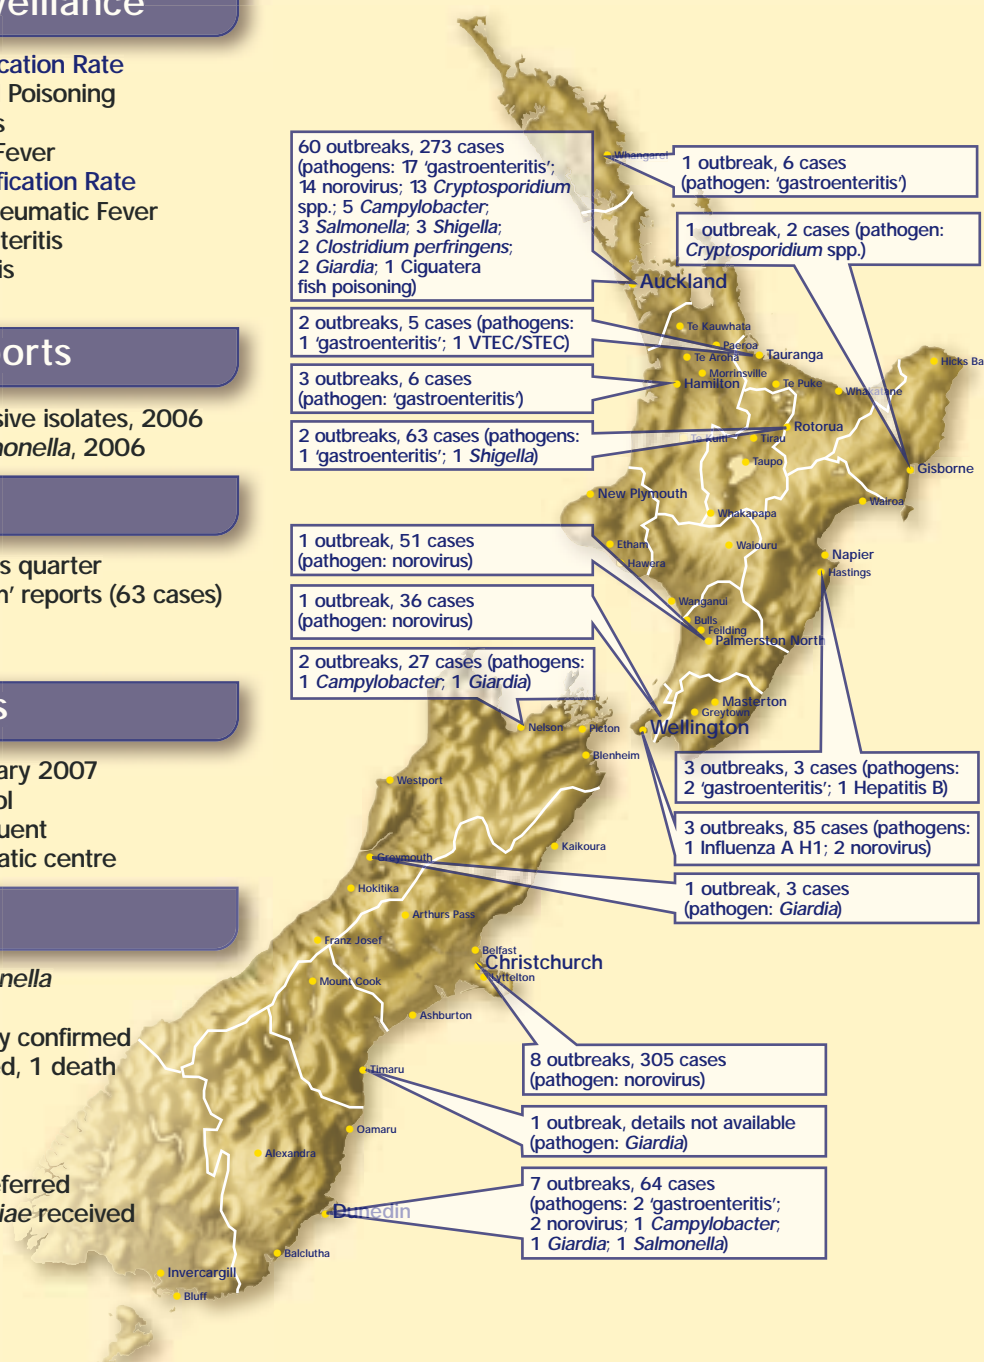 veillance
cation Rate
Poisoning
s
Fever
fication Rate
eumatic Fever
teritis
is
orts
sive isolates, 2006
onella, 2006
s quarter
n' reports (63 cases)
s
ary 2007
ol
uent
atic centre
nella
y confirmed
d, 1 death
eferred
iae received
60 outbreaks, 273 cases
(pathogens: 17 'gastroenteritis';
14 norovirus; 13 Cryptosporidium
spp.; 5 Campylobacter;
3 Salmonella; 3 Shigella;
2 Clostridium perfringens;
2 Giardia; 1 Ciguatera
fish poisoning)
Whangarei
1 outbreak, 6 cases
(pathogen: 'gastroenteritis')
1 outbreak, 2 cases (pathogen:
Cryptosporidium spp.)
Auckland
2 outbreaks, 5 cases (pathogens:
1 'gastroenteritis'; 1 VTEC/STEC)
Te Kauwhata
Paeroa
Te Aroha
Tauranga
Morrinsville
Hicks Ba
3 outbreaks, 6 cases
(pathogen: 'gastroenteritis')
Hamilton
Te Puke
Whakatane
2 outbreaks, 63 cases (pathogens:
1 'gastroenteritis'; 1 Shigella)
Rotorua
Te Kuiti
Tirau
Taupo
Gisborne
New Plymouth
Wairoa
Whakapapa
1 outbreak, 51 cases
(pathogen: norovirus)
Eltham
Hawera
Waiouru
Napier
Hastings
1 outbreak, 36 cases
(pathogen: norovirus)
Wanganui
Bulls
Feilding
Palmerston North
2 outbreaks, 27 cases (pathogens:
1 Campylobacter; 1 Giardia)
Masterton
Greytown
Wellington
Nelson
Picton
Blenheim
3 outbreaks, 3 cases (pathogens:
2 'gastroenteritis'; 1 Hepatitis B)
Westport
3 outbreaks, 85 cases (pathogens:
1 Influenza A H1; 2 norovirus)
Kaikoura
Greymouth
1 outbreak, 3 cases
(pathogen: Giardia)
Hokitika
Arthurs Pass
Franz Josef
Belfast
Christchurch
Lyttelton
Mount Cook
Ashburton
8 outbreaks, 305 cases
(pathogen: norovirus)
Timaru
1 outbreak, details not available
(pathogen: Giardia)
Oamaru
Alexandra
7 outbreaks, 64 cases
(pathogens: 2 'gastroenteritis';
2 norovirus; 1 Campylobacter;
1 Giardia; 1 Salmonella)
Dunedin
Balclutha
Invercargill
Bluff